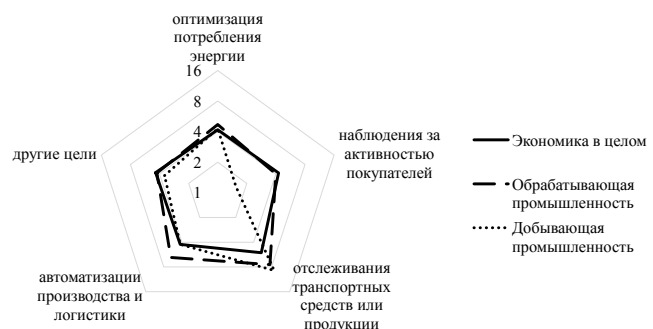 оптимизация
потребления
энергии
16
8
4
2
1
наблюдения за
активностью
покупателей
отслеживания
транспортных
средств или
продукции
автоматизации
производства и
логистики
другие цели
Экономика в целом
Обрабатывающая
промышленность
Добывающая
промышленность